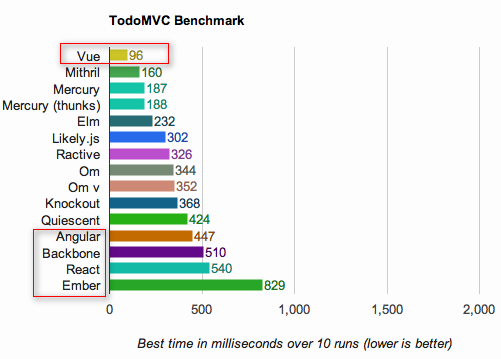 TodoMVC Benchmark
Vue 96
Mithril 160
Mercury 187
Mercury (thunks) 188
Elm 232
Likely.js 302
Ractive 326
Om 344
Om v 352
Knockout 368
Quiescent 424
Angular 447
Backbone 510
React 540
Ember 829
0 500 1,000 1,500 2,000
Best time in milliseconds over 10 runs (lower is better)